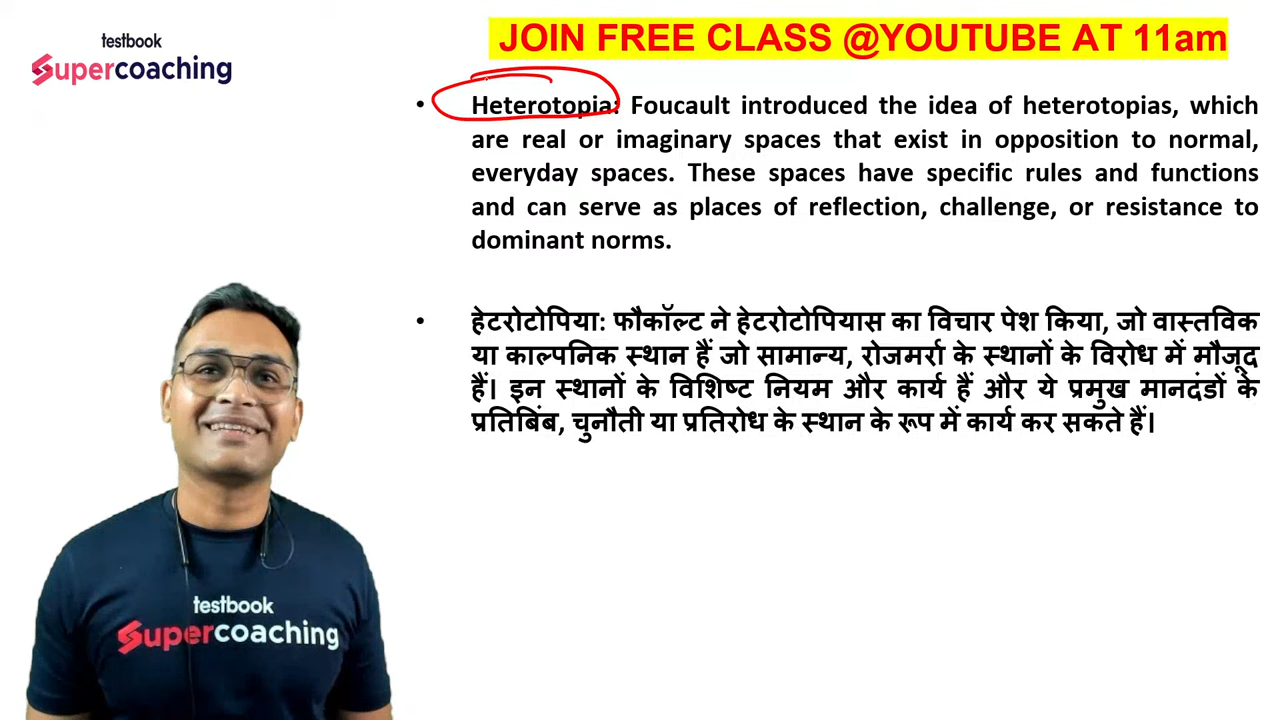 testbook
Supercoaching
JOIN FREE CLASS @YOUTUBE AT 11am
• Heterotopia: Foucault introduced the idea of heterotopias, which
are real or imaginary spaces that exist in opposition to normal,
everyday spaces. These spaces have specific rules and functions
and can serve as places of reflection, challenge, or resistance to
dominant norms.
• हेटरोटोपिया: फौकॉल्ट ने हेटरोटोपियास का विचार पेश किया, जो वास्तविक
या काल्पनिक स्थान हैं जो सामान्य, रोजमर्रा के स्थानों के विरोध में मौजूद
हैं। इन स्थानों के विशिष्ट नियम और कार्य हैं और ये प्रमुख मानदंडों के
प्रतिबिंब, चुनौती या प्रतिरोध के स्थान के रूप में कार्य कर सकते हैं।
testbook
Supercoaching